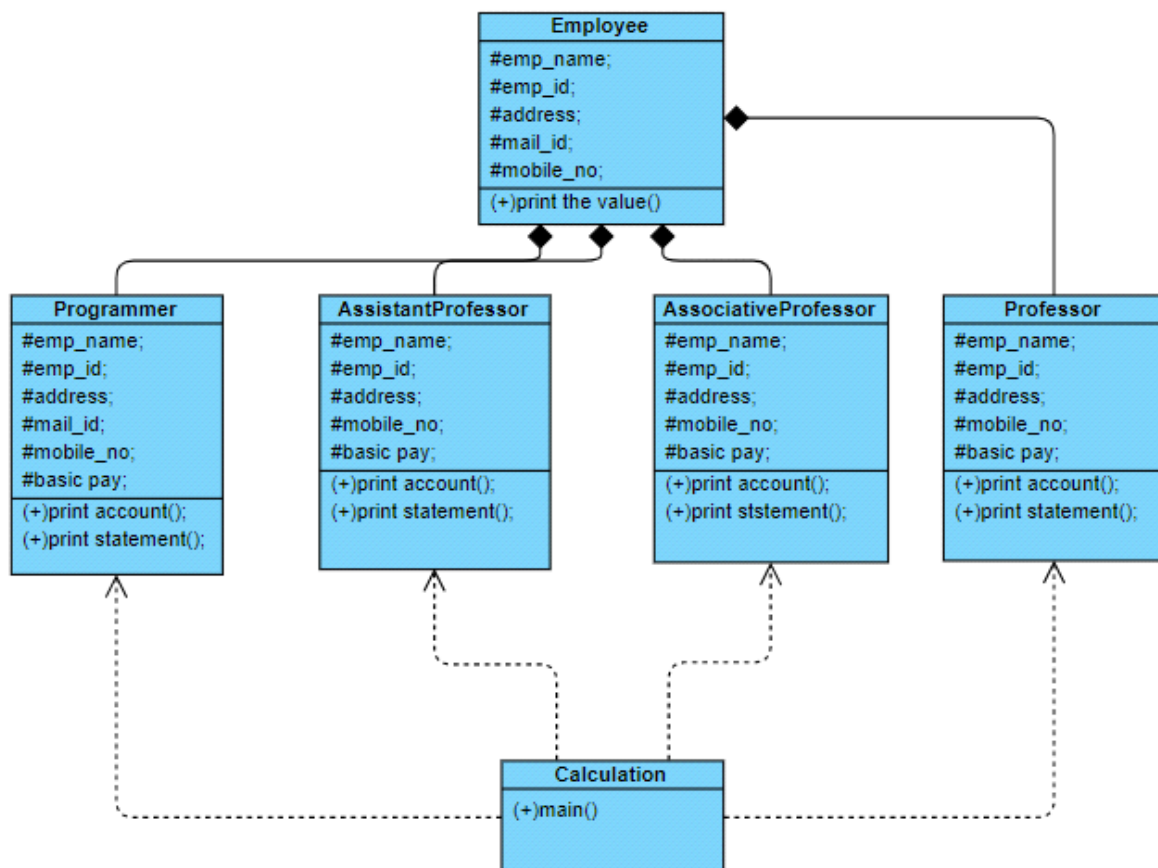 Employee
#emp_name;
#emp_id;
#address;
#mail_id;
#mobile_no;
(+)print the value()
Programmer
#emp_name;
#emp_id;
#address;
#mail_id;
#mobile_no;
#basic pay;
(+)print account();
(+)print statement();
AssistantProfessor
#emp_name;
#emp_id;
#address;
#mobile_no;
#basic pay;
(+)print account();
(+)print statement();
AssociativeProfessor
#emp_name;
#emp_id;
#address;
#mobile_no;
#basic pay;
(+)print account();
(+)print ststement();
Professor
#emp_name;
#emp_id;
#address;
#mobile_no;
#basic pay;
(+)print account();
(+)print statement();
Calculation
(+)main()